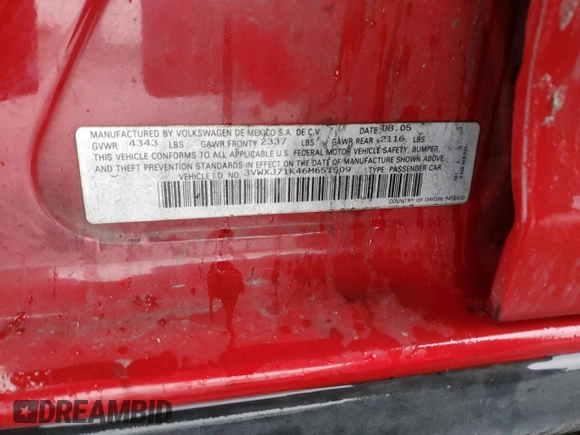 MANUFACTURED BY VOLKSWAGEN DE MEXICO S.A. DE C.V. DATE 08.05
GVWR 4343 LBS GAWR FRONT 2337 LBS GAWR REAR 2116 LBS
THIS VEHICLE CONFORMS TO ALL APPLICABLE U.S. FEDERAL MOTOR VEHICLE SAFETY, BUMPER,
AND THEFT PREVENTION STANDARDS IN EFFECT ON THE DATE OF MANUFACTURE SHOWN ABOVE
VEHICLE I.D. NR.: 3VWXJ71K46M651909 TYPE: PASSENGER CAR
COUNTRY OF ORIGIN: MEXICO
DREAMBID